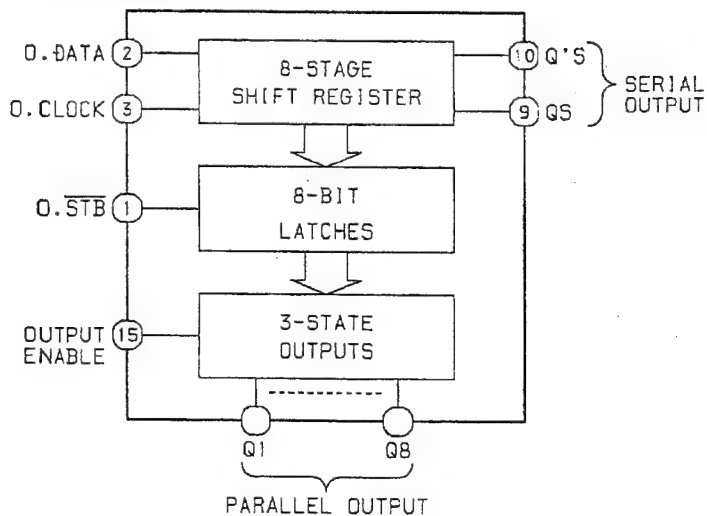 O.DATA 2
8-STAGE
SHIFT REGISTER
10 Q'S
O.CLOCK 3
9 QS
SERIAL
OUTPUT
O.STB 1
8-BIT
LATCHES
OUTPUT
ENABLE
15
3-STATE
OUTPUTS
Q1
Q8
PARALLEL OUTPUT